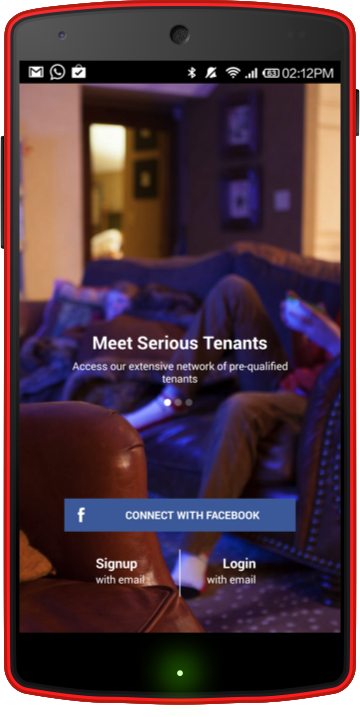 63 02:12PM
Meet Serious Tenants
Access our extensive network of pre-qualified
tenants
f CONNECT WITH FACEBOOK
Signup Login
with email with email